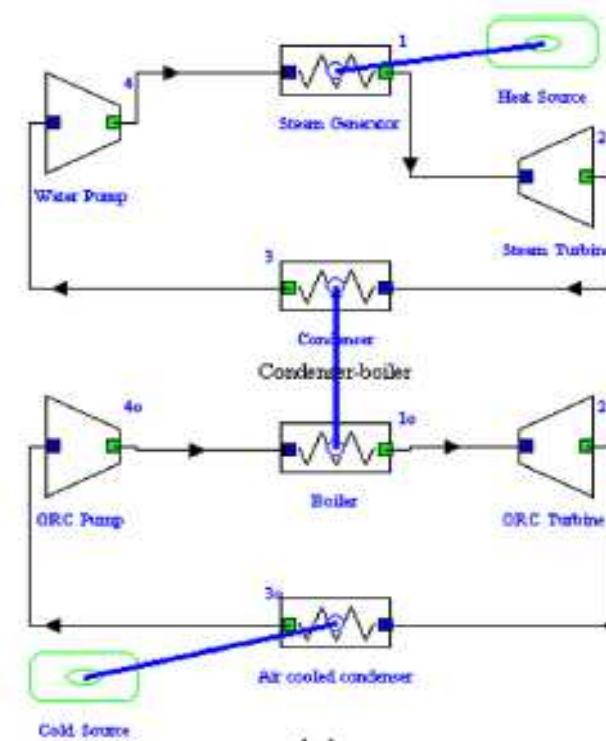 1
4
Heat Source
Steam Generator
2
Water Pump
Steam Turbine
3
Condenser
Condenser-boiler
4o
1o
2
Boiler
ORC Pump
ORC Turbine
3o
Air cooled condenser
Cold Source